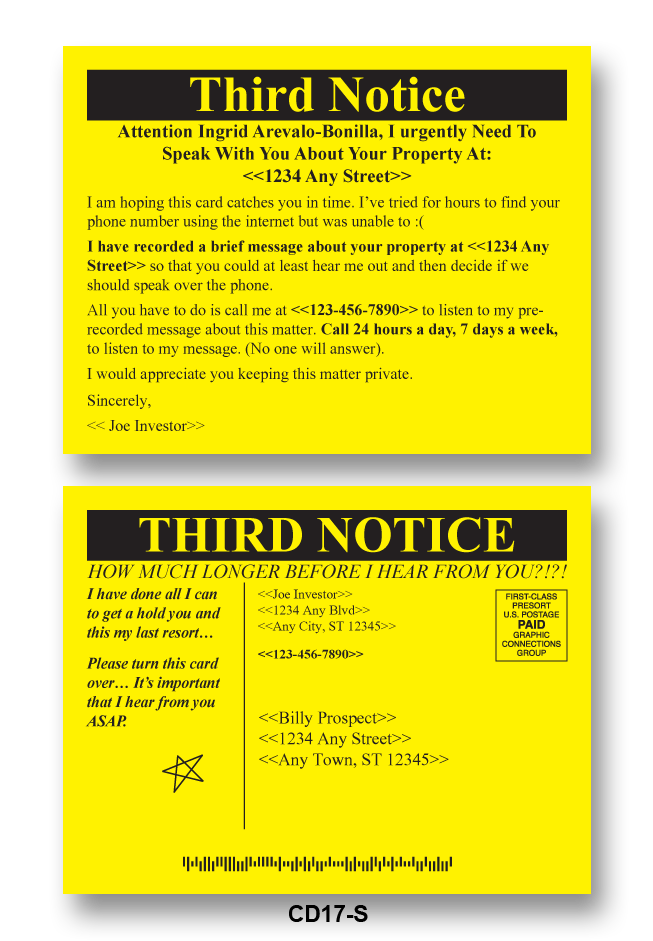 Third Notice
Attention Ingrid Arevalo-Bonilla, I urgently Need To
Speak With You About Your Property At:
<<1234 Any Street>>
I am hoping this card catches you in time. I’ve tried for hours to find your
phone number using the internet but was unable to :(
I have recorded a brief message about your property at <<1234 Any
Street>> so that you could at least hear me out and then decide if we
should speak over the phone.
All you have to do is call me at <<123-456-7890>> to listen to my pre-
recorded message about this matter. Call 24 hours a day, 7 days a week,
to listen to my message. (No one will answer).
I would appreciate you keeping this matter private.
Sincerely,
<< Joe Investor>>
THIRD NOTICE
HOW MUCH LONGER BEFORE I HEAR FROM YOU?!?!
I have done all I can
to get a hold you and
this my last resort…
Please turn this card
over… It’s important
that I hear from you
ASAP.
<<Joe Investor>>
<<1234 Any Blvd>>
<<Any City, ST 12345>>
<<123-456-7890>>
FIRST-CLASS
PRESORT
U.S. POSTAGE
PAID
GRAPHIC
CONNECTIONS
GROUP
<<Billy Prospect>>
<<1234 Any Street>>
<<Any Town, ST 12345>>
CD17-S